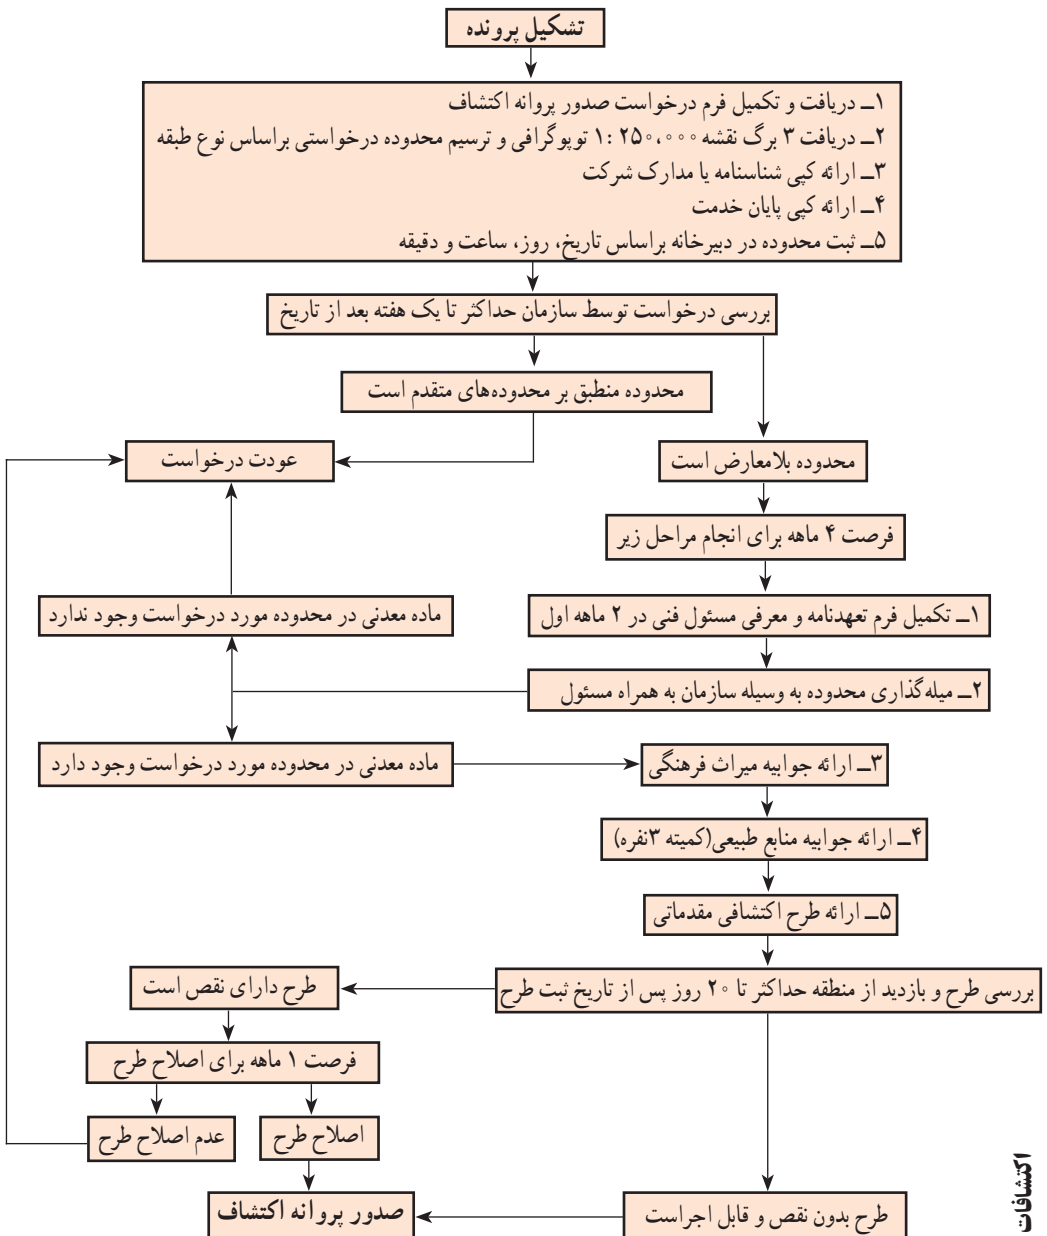 تشکیل پرونده
۱ــ دریافت و تکمیل فرم درخواست صدور پروانه اکتشاف
۲ــ دریافت ۳ برگ نقشه ۱:۲۵۰،۰۰۰ توپوگرافی و ترسیم محدوده درخواستی براساس نوع طبقه
۳ــ ارائه کپی شناسنامه یا مدارک شرکت
۴ــ ارائه کپی پایان خدمت
۵ــ ثبت محدوده در دبیرخانه براساس تاریخ، روز، ساعت و دقیقه
بررسی درخواست توسط سازمان حداکثر تا یک هفته بعد از تاریخ
محدوده منطبق بر محدوده‌های متقدم است
محدوده بلامعارض است
عودت درخواست
فرصت ۴ ماهه برای انجام مراحل زیر
۱ــ تکمیل فرم تعهدنامه و معرفی مسئول فنی در ۲ ماهه اول
ماده معدنی در محدوده مورد درخواست وجود ندارد
۲ــ میله‌گذاری محدوده به وسیله سازمان به همراه مسئول
ماده معدنی در محدوده مورد درخواست وجود دارد
۳ــ ارائه جوابیه میراث فرهنگی
۴ــ ارائه جوابیه منابع طبیعی(کمیته ۳نفره)
۵ــ ارائه طرح اکتشافی مقدماتی
بررسی طرح و بازدید از منطقه حداکثر تا ۲۰ روز پس از تاریخ ثبت طرح
طرح دارای نقص است
فرصت ۱ ماهه برای اصلاح طرح
اصلاح طرح
عدم اصلاح طرح
طرح بدون نقص و قابل اجراست
صدور پروانه اکتشاف
اکتشافات